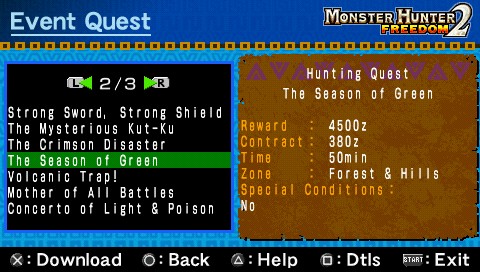 Event Quest
MONSTER HUNTER
FREEDOM 2
L 2/3 R
Strong Sword, Strong Shield
The Mysterious Kut-Ku
The Crimson Disaster
The Season of Green
Volcanic Trap!
Mother of All Battles
Concerto of Light & Poison
Hunting Quest
The Season of Green
Reward : 4500z
Contract : 380z
Time : 50min
Zone : Forest & Hills
Special Conditions :
No
:Download :Back :Help :Dtls START :Exit